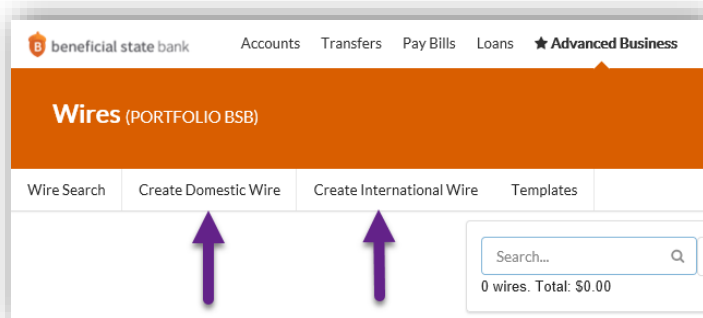 B beneficial state bank Accounts Transfers Pay Bills Loans ★ Advanced Business
Wires (PORTFOLIO BSB)
Wire Search Create Domestic Wire Create International Wire Templates
Search...
0 wires. Total: $0.00